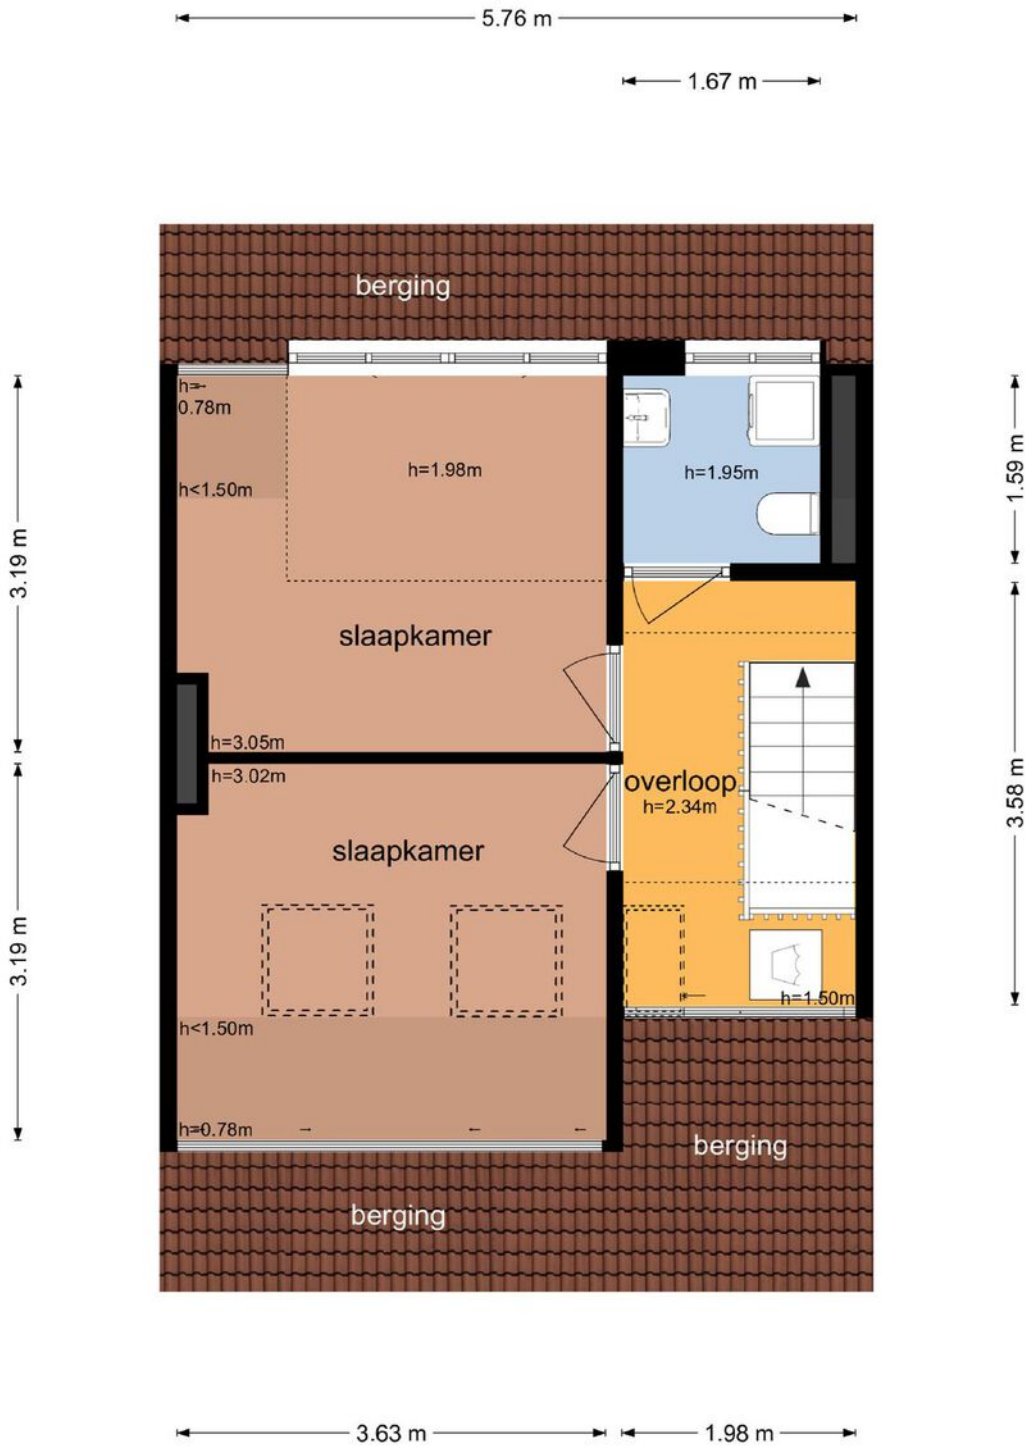 5.76 m
1.67 m
berging
h=
0.78m
h<1.50m
h=1.98m
h=1.95m
1.59 m
3.19 m
slaapkamer
h=3.05m
h=3.02m
overloop
h=2.34m
3.58 m
slaapkamer
3.19 m
h=1.50m
h<1.50m
h=0.78m
berging
berging
3.63 m
1.98 m